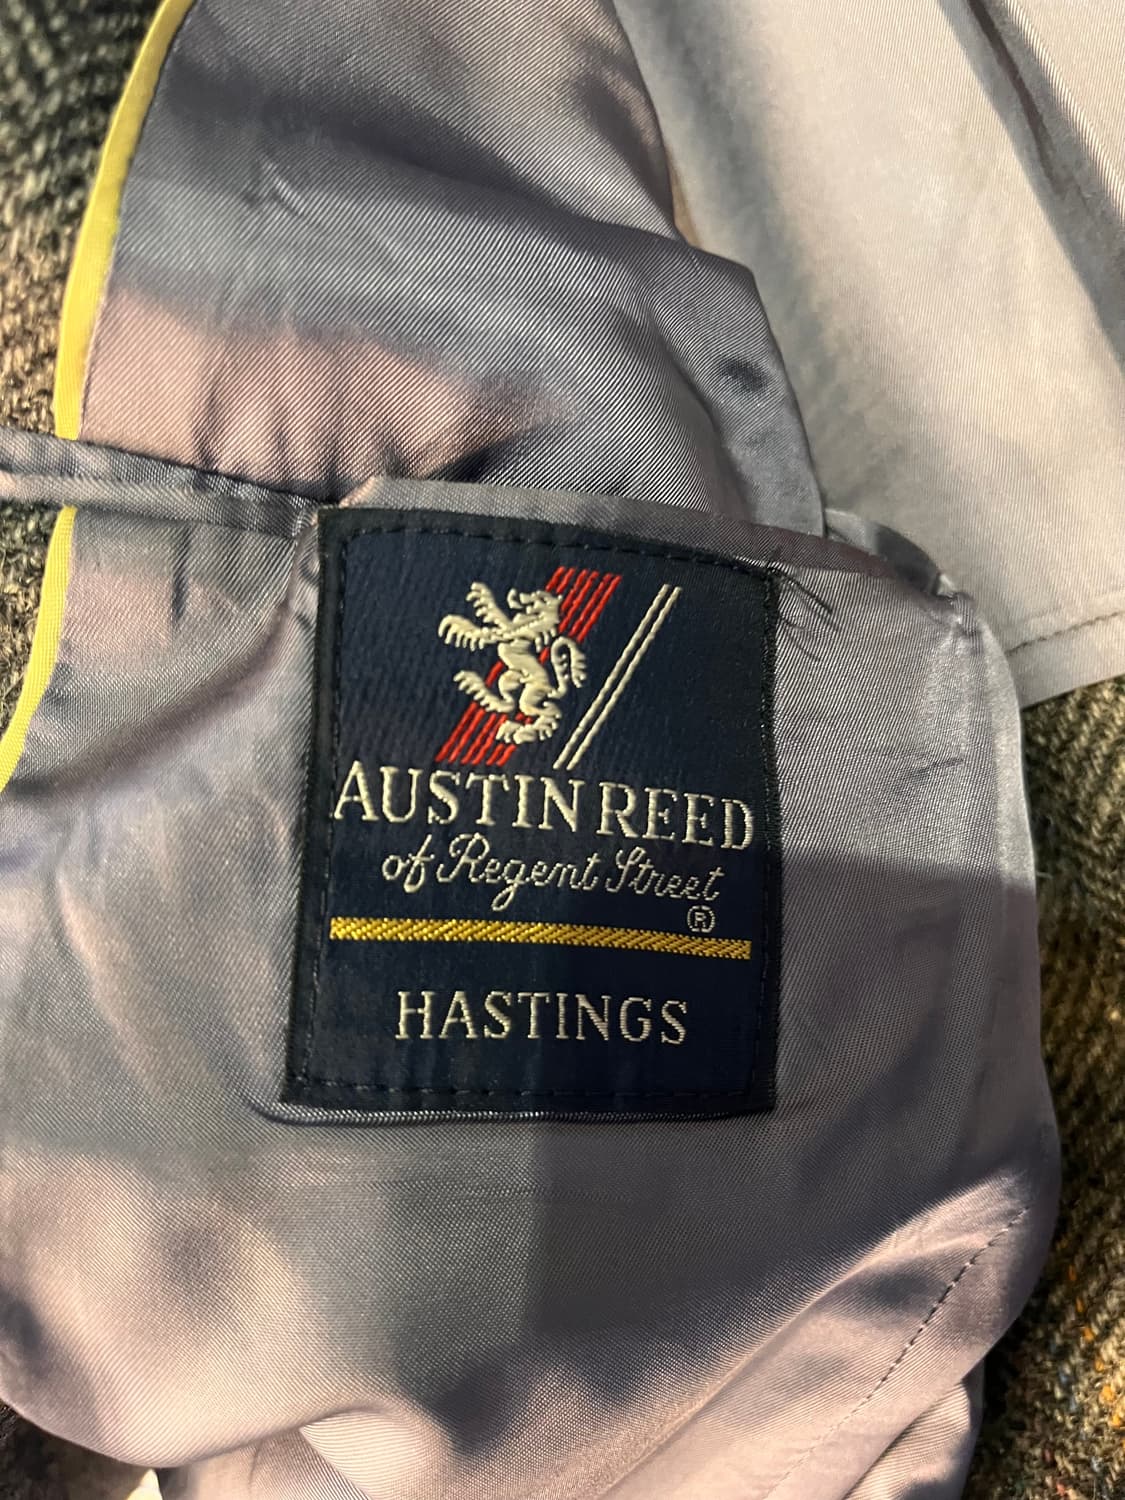 AUSTIN REED
of Regent Street
®
HASTINGS